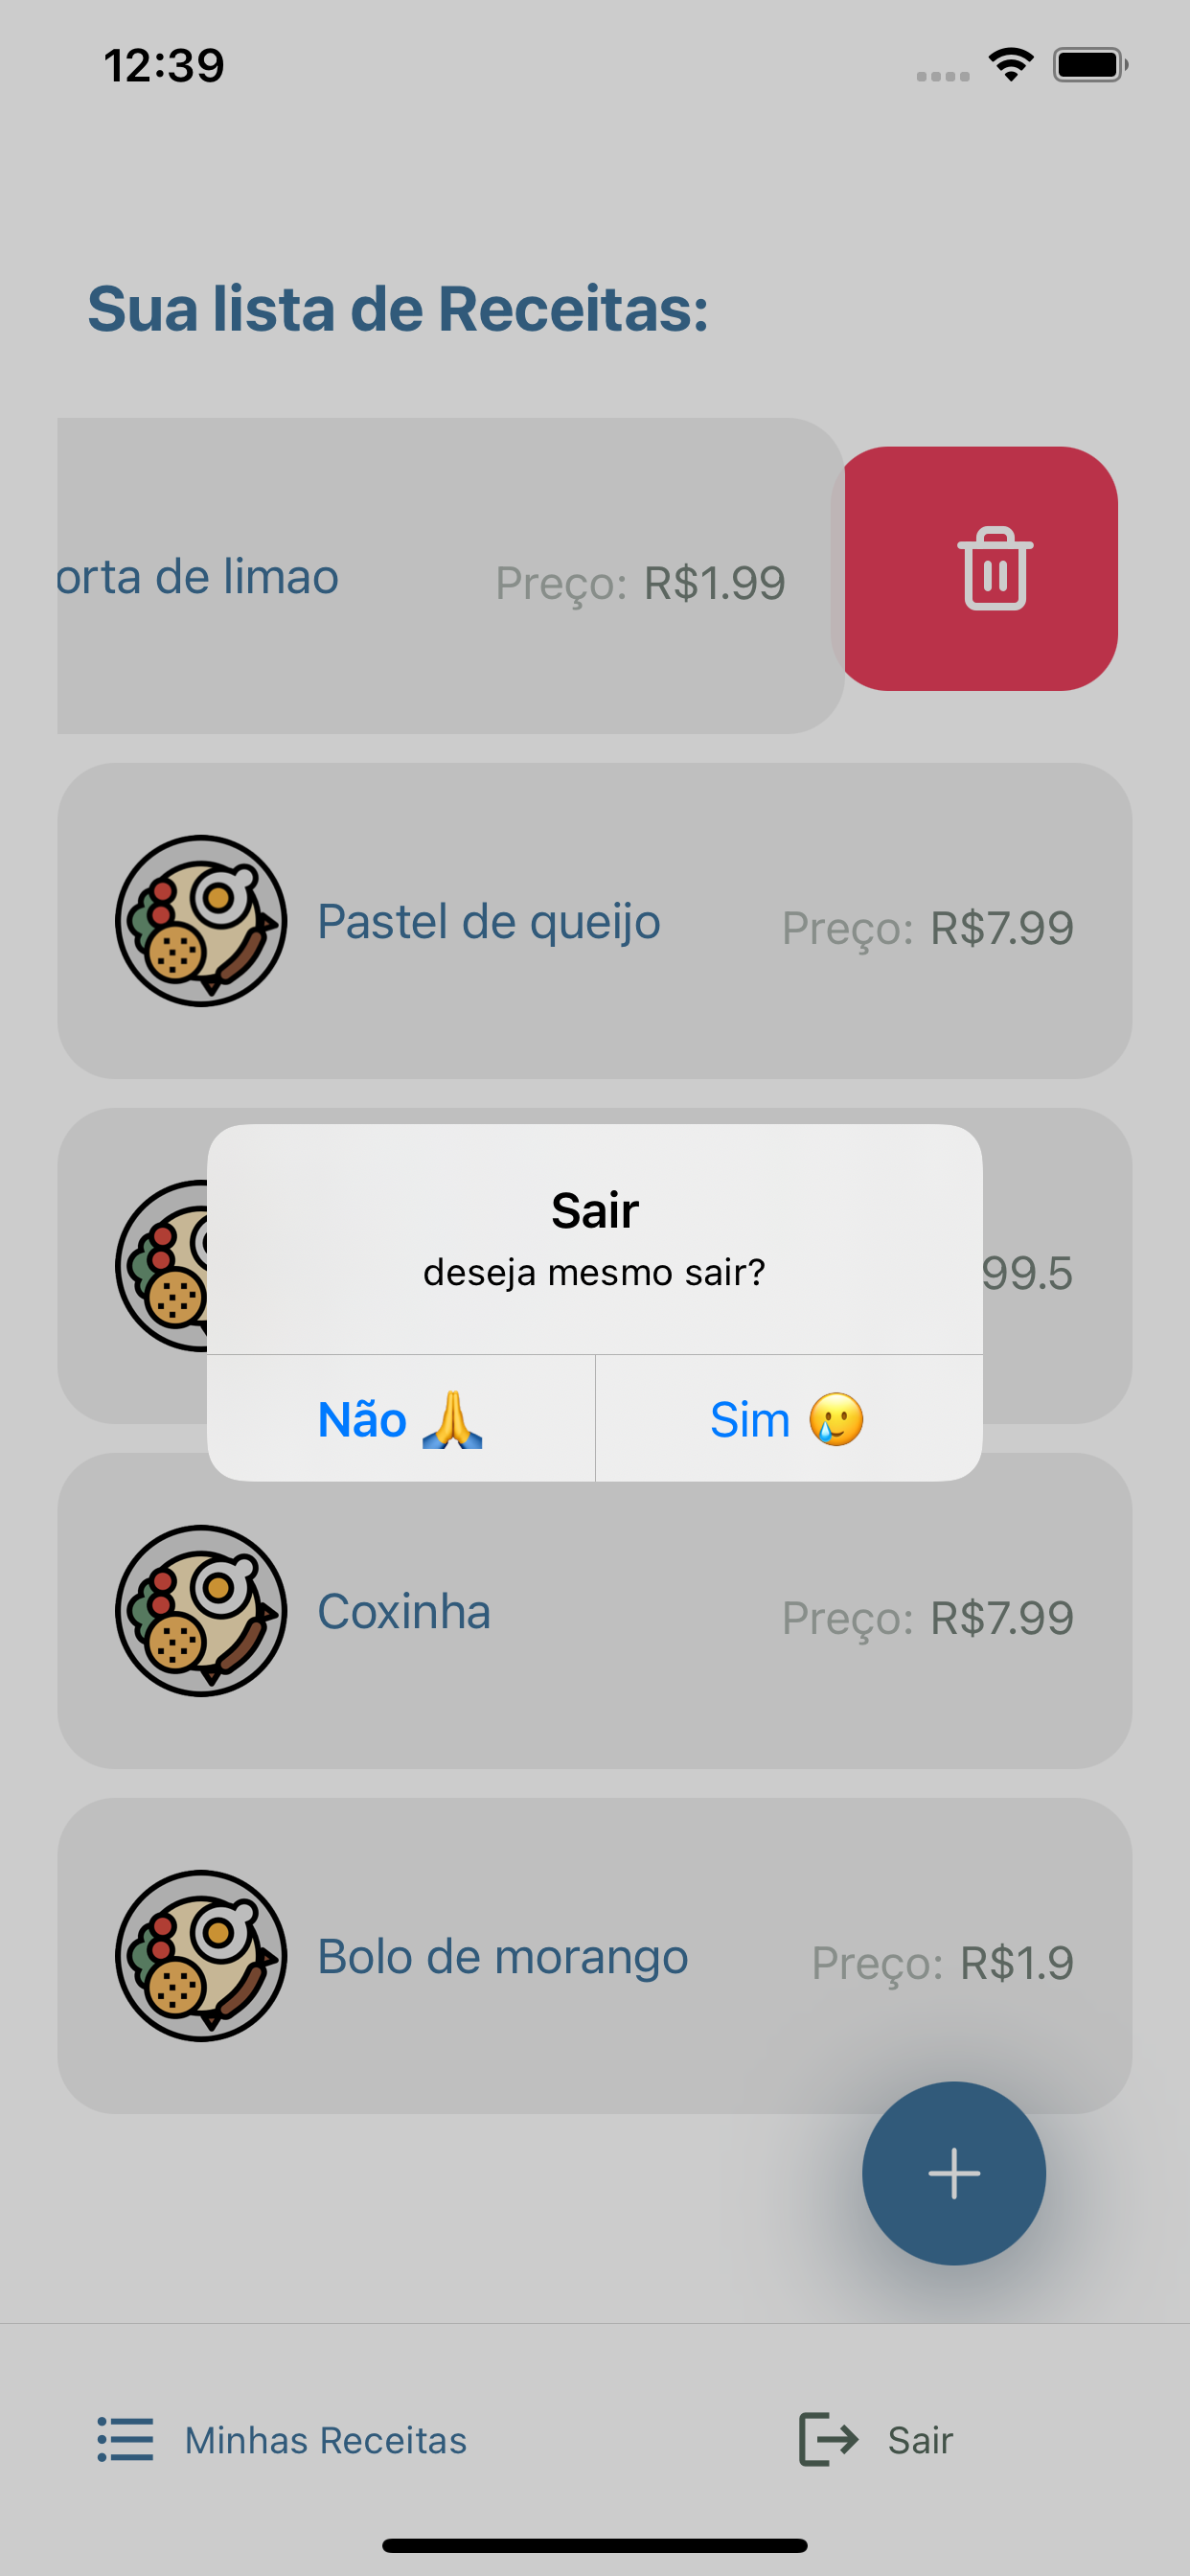 12:39
Sua lista de Receitas:
orta de limao Preço: R$1.99
Pastel de queijo Preço: R$7.99
99.5
Sair
deseja mesmo sair?
Não 🙏 Sim 🥲
Coxinha Preço: R$7.99
Bolo de morango Preço: R$1.9
Minhas Receitas Sair